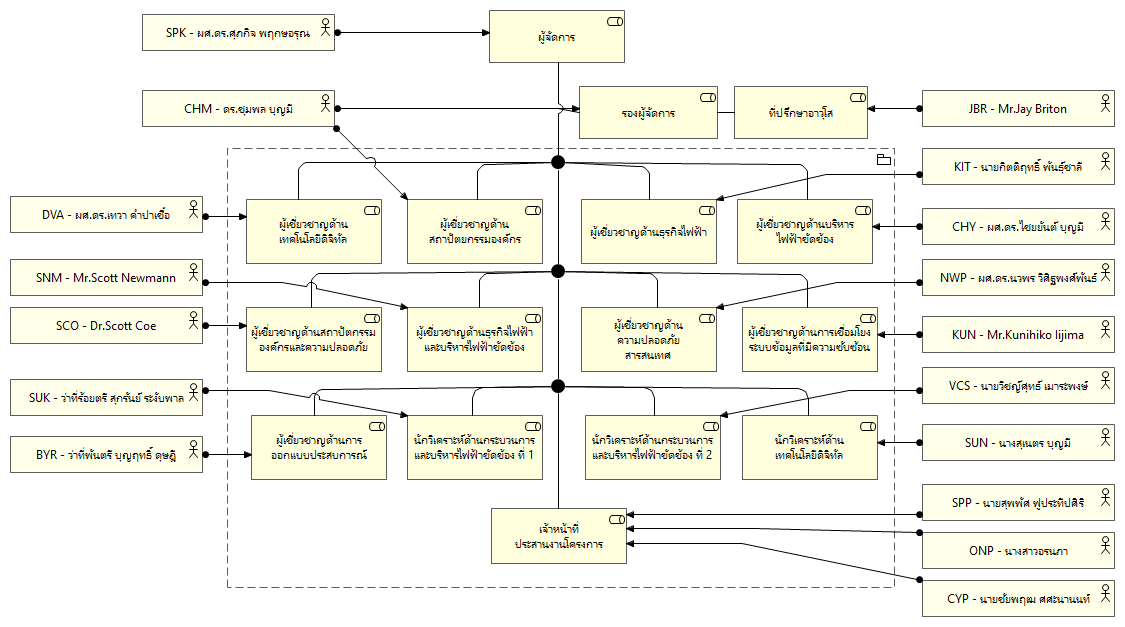 SPK - ผศ.ดร.ศุภกิจ พฤกษอรุณ
ผู้จัดการ
CHM - ดร.ชุมพล บุญมี
รองผู้จัดการ
ที่ปรึกษาอาวุโส
JBR - Mr.Jay Briton
KIT - นายกิตติฤทธิ์ พันธุ์ชาลี
DVA - ผศ.ดร.เทวา คำปาเชื้อ
ผู้เชี่ยวชาญด้าน
เทคโนโลยีดิจิทัล
ผู้เชี่ยวชาญด้าน
สถาปัตยกรรมองค์กร
ผู้เชี่ยวชาญด้านธุรกิจไฟฟ้า
ผู้เชี่ยวชาญด้านบริหาร
ไฟฟ้าขัดข้อง
CHY - ผศ.ดร.ไชยยันต์ บุญมี
SNM - Mr.Scott Newmann
NWP - ผศ.ดร.นวพร วิสิฐพงศ์พันธ์
SCO - Dr.Scott Coe
ผู้เชี่ยวชาญด้านสถาปัตกรรม
องค์กรและความปลอดภัย
ผู้เชี่ยวชาญด้านธุรกิจไฟฟ้า
และบริหารไฟฟ้าขัดข้อง
ผู้เชี่ยวชาญด้าน
ความปลอดภัย
สารสนเทศ
ผู้เชี่ยวชาญด้านการเชื่อมโยง
ระบบข้อมูลที่มีความซับซ้อน
KUN - Mr.Kunihiko Iijima
SUK - ว่าที่ร้อยตรี สุกรั่นย์ ระงับพาล
VCS - นายวิชญ์ศุทธ์ เมาระพงษ์
BYR - ว่าที่พันตรี บุญฤทธิ์ ดุษฎี
ผู้เชี่ยวชาญด้านการ
ออกแบบประสบการณ์
นักวิเคราะห์ด้านกระบวนการ
และบริหารไฟฟ้าขัดข้อง ที่ 1
นักวิเคราะห์ด้านกระบวนการ
และบริหารไฟฟ้าขัดข้อง ที่ 2
นักวิเคราะห์ด้าน
เทคโนโลยีดิจิทัล
SUN - นางสุเนตร บุญมี
SPP - นายสุพพัศ ฟูประทีปศิริ
เจ้าหน้าที่
ประสานงานโครงการ
ONP - นางสาวอรนภา
CYP - นายชัยพฤฒ ศศะนานนท์